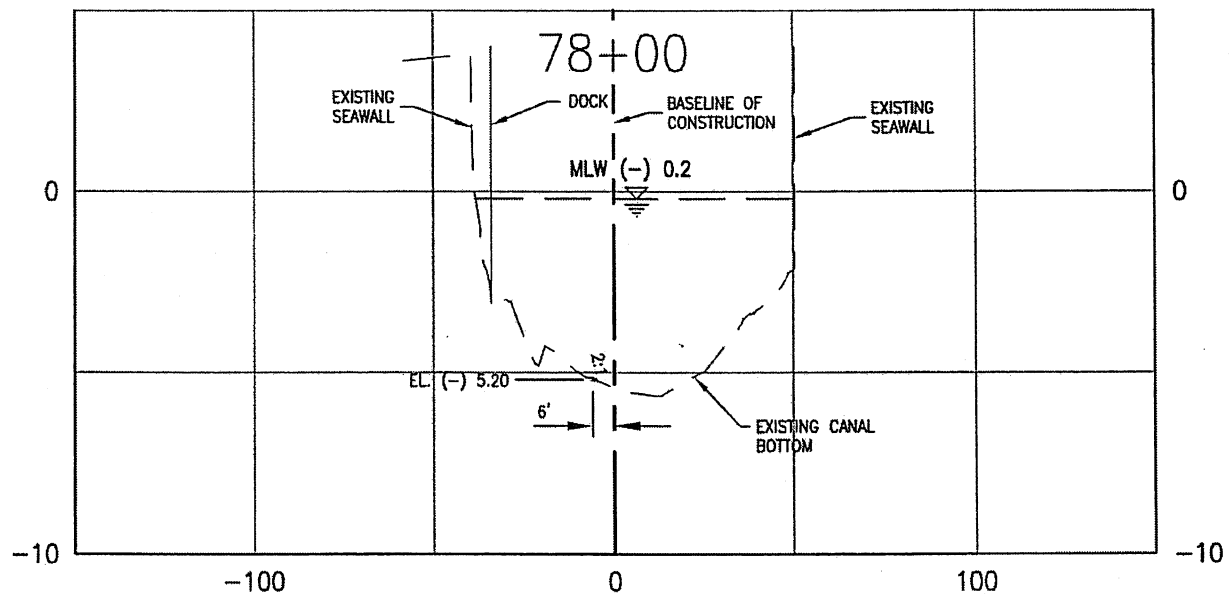 78+00
EXISTING
SEAWALL
DOCK
BASELINE OF
CONSTRUCTION
EXISTING
SEAWALL
MLW (-) 0.2
0
0
2:1
EL. (-) 5.20
6'
EXISTING CANAL
BOTTOM
-10
-10
-100
0
100